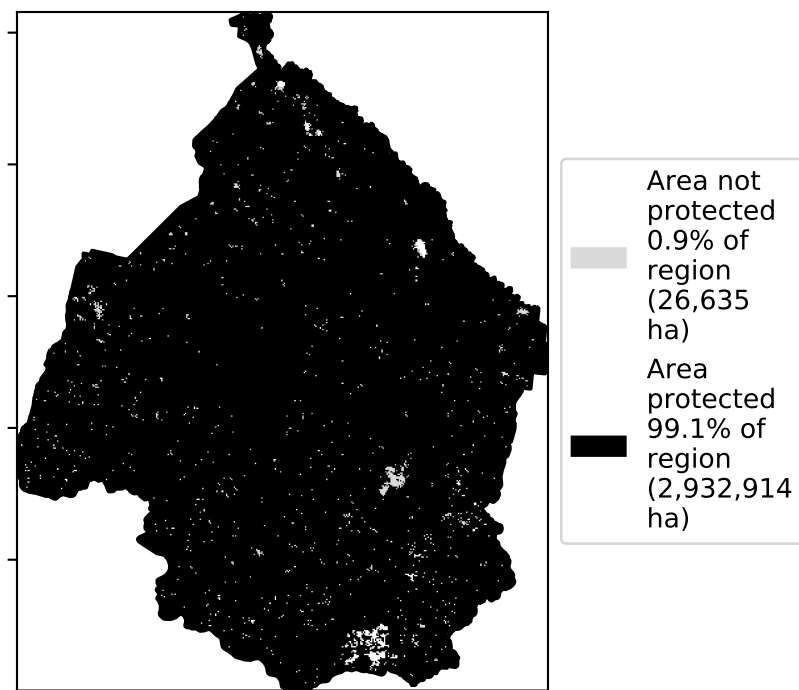 Area not
protected
0.9% of
region
(26,635
ha)
Area
protected
99.1% of
region
(2,932,914
ha)